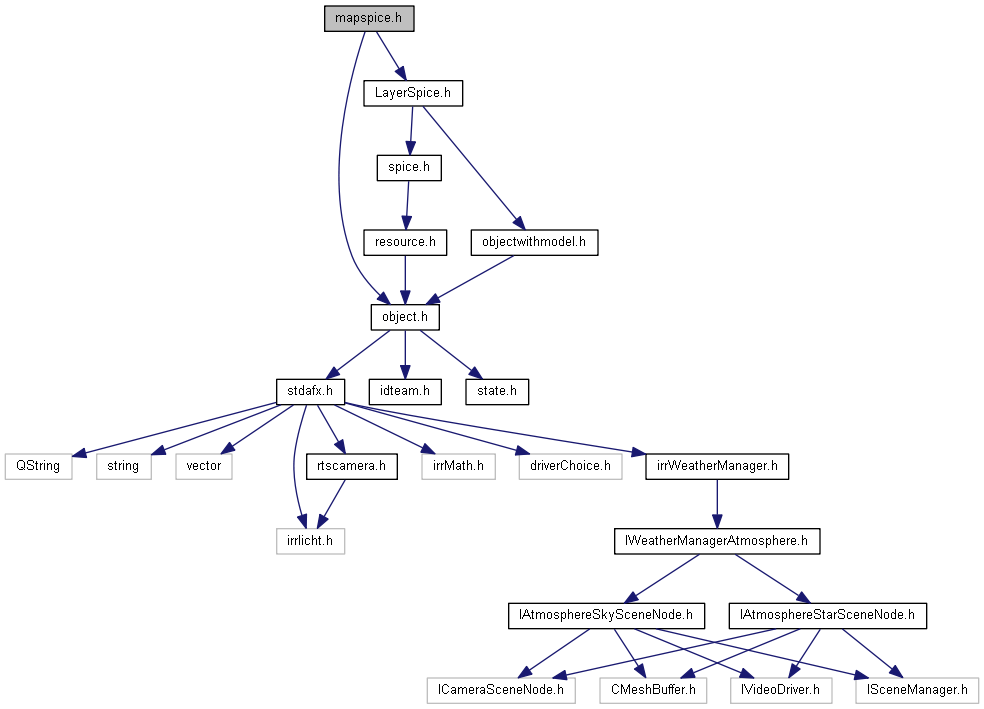 mapspice.h
LayerSpice.h
spice.h
resource.h
objectwithmodel.h
object.h
stdafx.h
idteam.h
state.h
QString
string
vector
rtscamera.h
irrMath.h
driverChoice.h
irrWeatherManager.h
irrlicht.h
IWeatherManagerAtmosphere.h
IAtmosphereSkySceneNode.h
IAtmosphereStarSceneNode.h
ICameraSceneNode.h
CMeshBuffer.h
IVideoDriver.h
ISceneManager.h